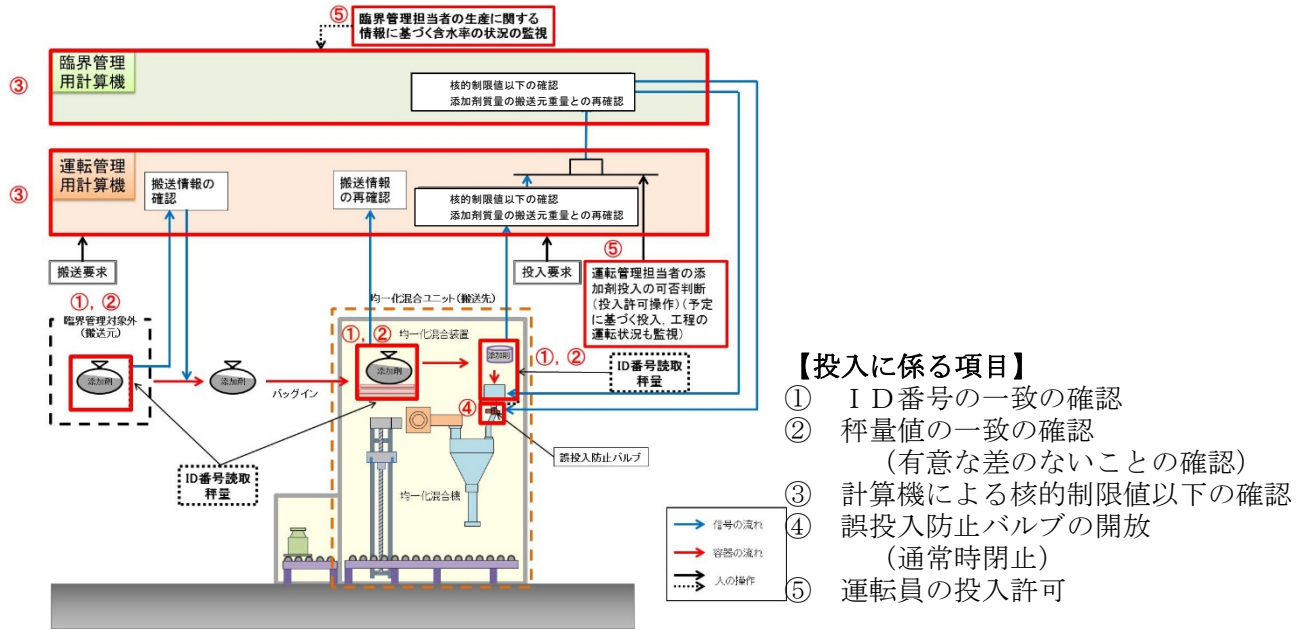 ⑤ 臨界管理担当者の生産に関する
情報に基づく含水率の状況の監視
臨界管理
用計算機
③
核的制限値以下の確認
添加剤質量の搬送元重量との再確認
運転管理
用計算機
③
搬送情報の
確認
搬送情報
の再確認
核的制限値以下の確認
添加剤質量の搬送元重量との再確認
搬送要求
投入要求
⑤
運転管理担当者の添
加剤投入の可否判断
(投入許可操作)(予定
に基づく投入、工程の
運転状況も監視)
①, ②
臨界管理対象外
(搬送元)
添加剤
添加剤
バッグイン
均一化混合ユニット(搬送先)
均一化混合装置
①, ②
添加剤
添加剤
①, ②
ID番号読取
秤量
④
誤投入防止バルブ
ID番号読取
秤量
均一化混合機
信号の流れ
容器の流れ
人の操作
【投入に係る項目】
① ID番号の一致の確認
② 秤量値の一致の確認
(有意な差のないことの確認)
③ 計算機による核的制限値以下の確認
④ 誤投入防止バルブの開放
(通常時閉止)
⑤ 運転員の投入許可